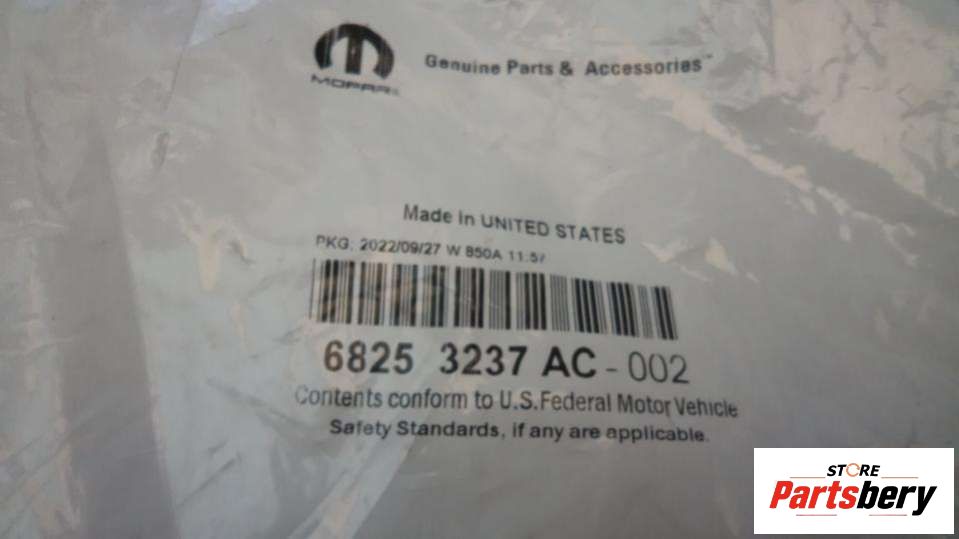 MOPAR®
Genuine Parts & Accessories™
Made In UNITED STATES
PKG: 2022/09/27 W 850A 11:57
6825 3237 AC - 002
Contents conform to U.S. Federal Motor Vehicle
Safety Standards, if any are applicable.
STORE
Partsbery